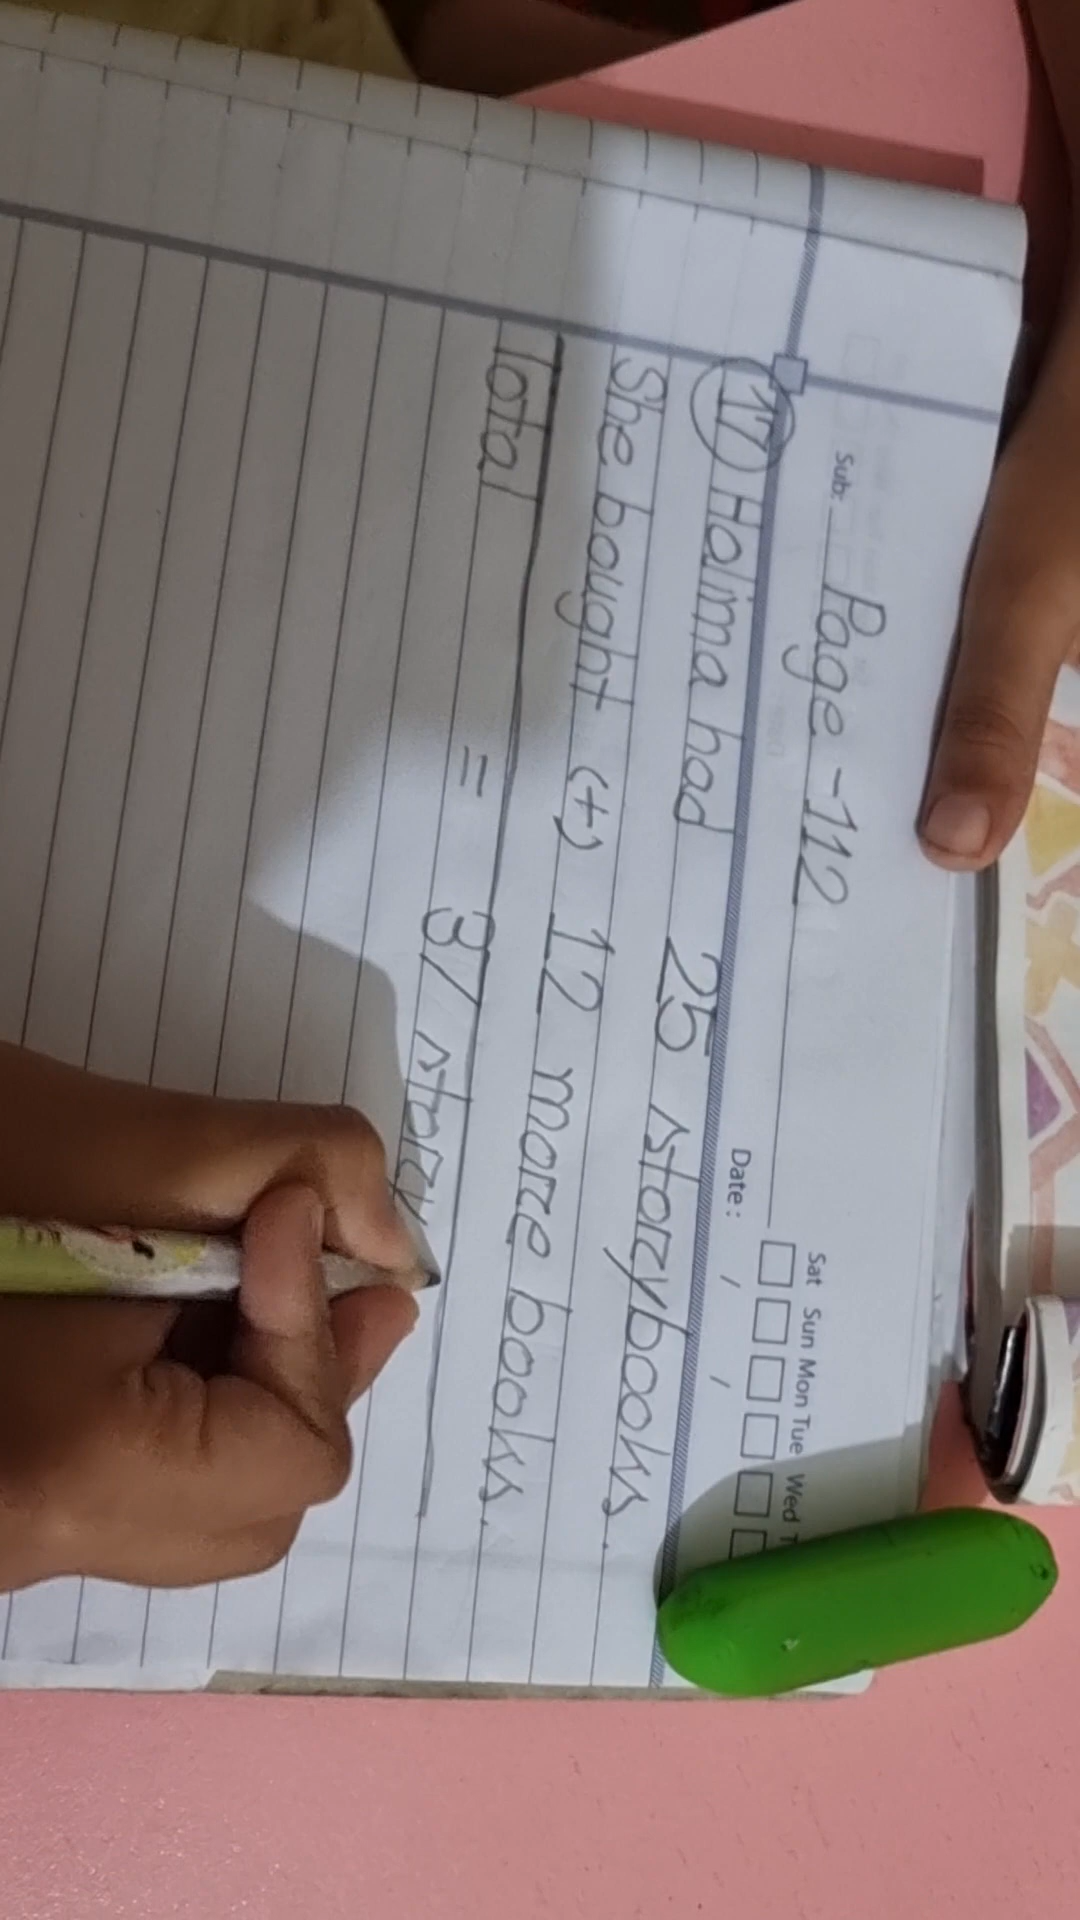 Sub: Page-112
Sat Sun Mon Tue Wed
Date: / /
17 Halima had 25 storybooks.
She bought (+) 12 more books.
Total = 37 story